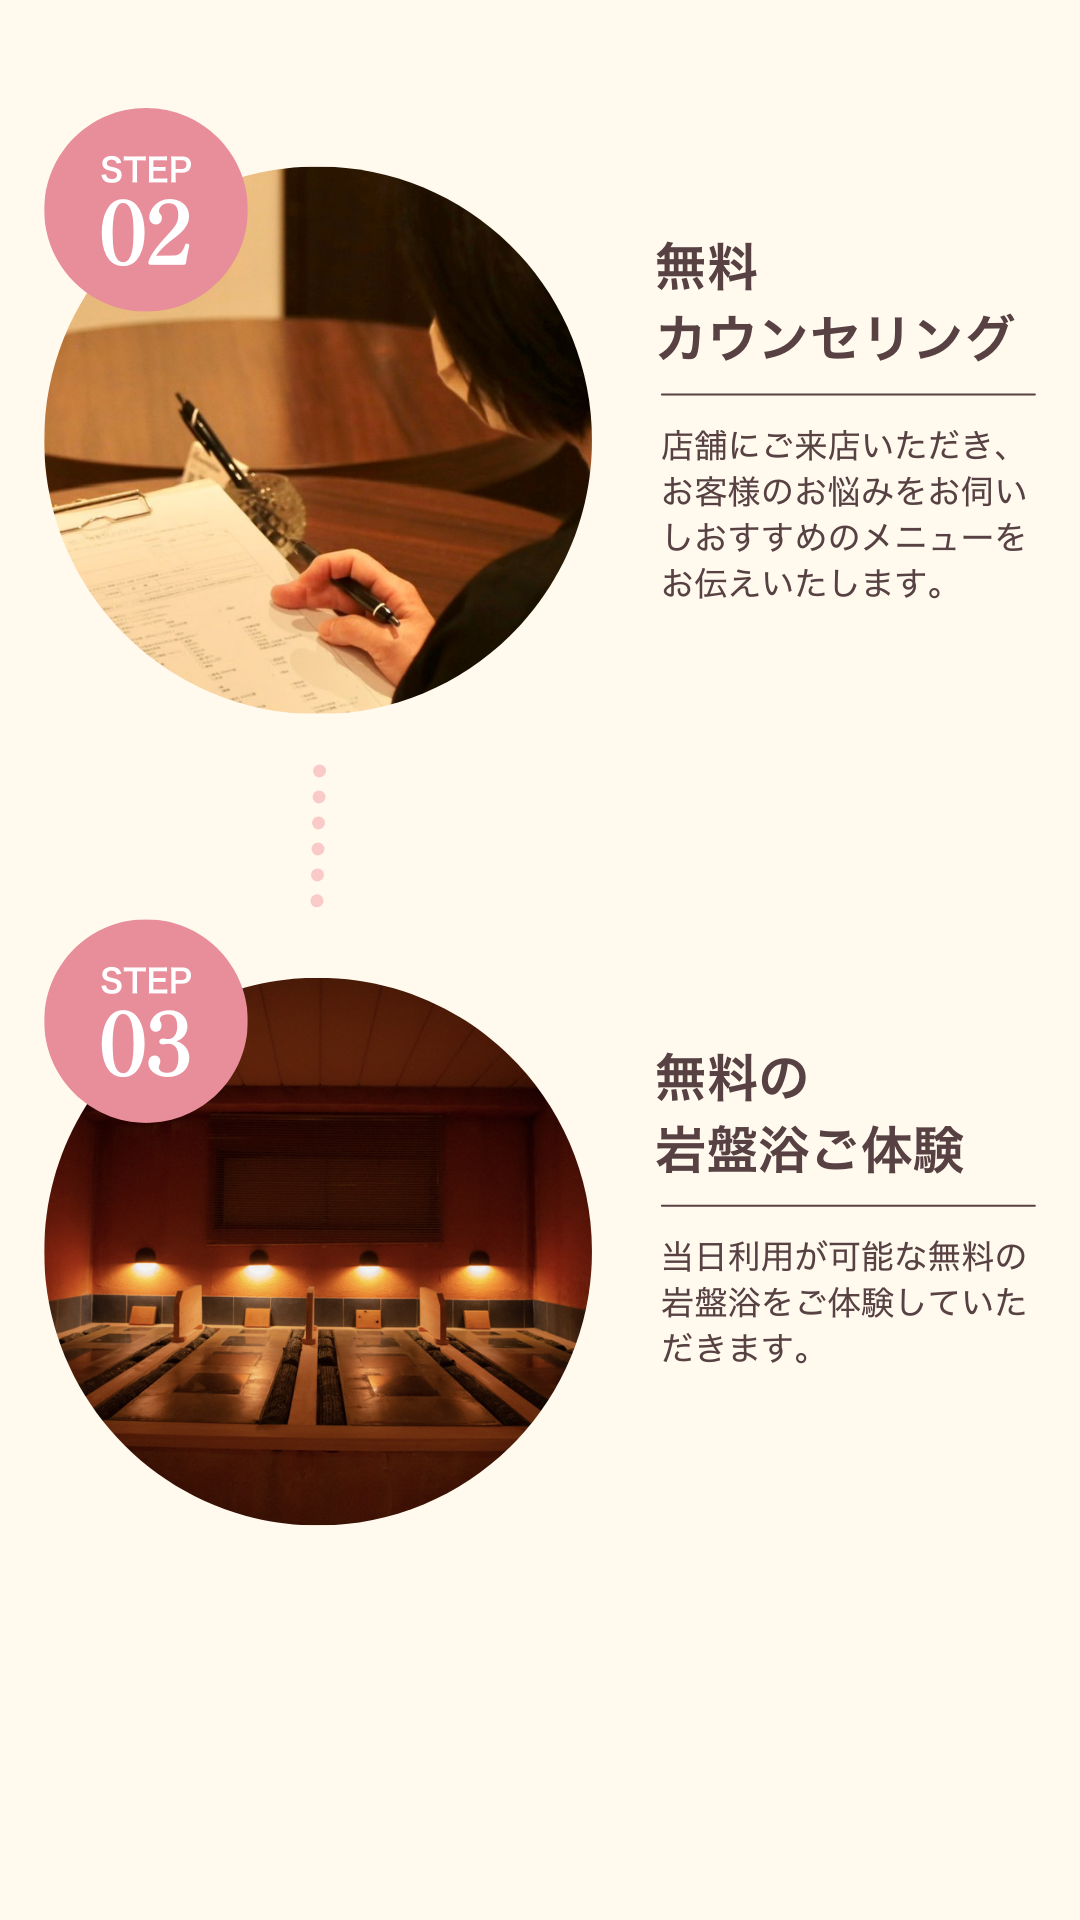 STEP
02
無料
カウンセリング
店舗にご来店いただき、
お客様のお悩みをお伺い
しおすすめのメニューを
お伝えいたします。
STEP
03
無料の
岩盤浴ご体験
当日利用が可能な無料の
岩盤浴をご体験していた
だきます。